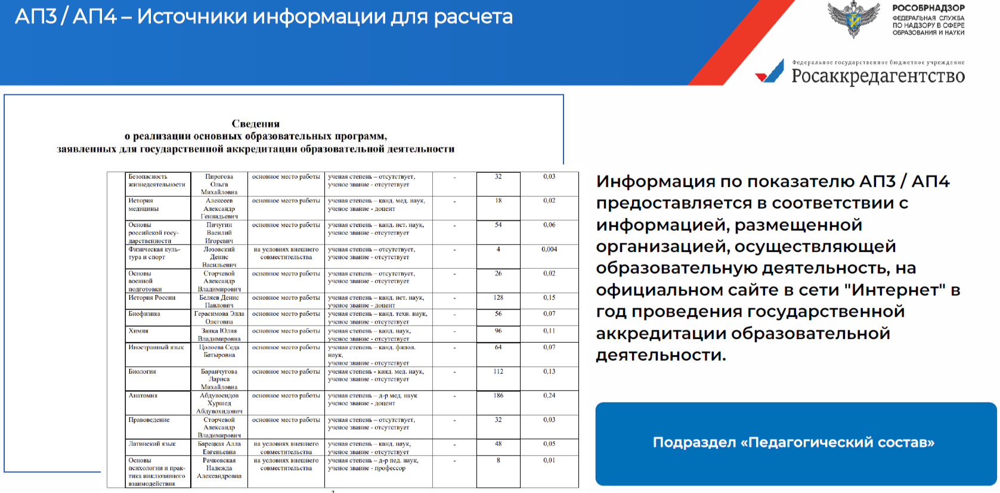 АП3 / АП4 – Источники информации для расчета
РОСОБРНАДЗОР
ФЕДЕРАЛЬНАЯ СЛУЖБА
ПО НАДЗОРУ В СФЕРЕ
ОБРАЗОВАНИЯ И НАУКИ
Федеральное государственное бюджетное учреждение
Росаккредагентство
Сведения
о реализации основных образовательных программ,
заявленных для государственной аккредитации образовательной деятельности
Безопасность Пирогова основное место работы ученая степень – отсутствует, - 32 0,03
жизнедеятельности Ольга ученое звание - отсутствует
Михайловна
История Алексеев основное место работы ученая степень – канд. мед. наук, - 18 0,02
медицины Александр ученое звание - доцент
Геннадьевич
Основы Пичугин основное место работы ученая степень – канд. ист. наук, - 54 0,06
российской госу- Василий ученое звание - отсутствует
дарственности Игоревич
Физическая куль- Лозовский на условиях внешнего ученая степень – отсутствует, - 4 0,004
тура и спорт Денис совместительства ученое звание - отсутствует
Васильевич
Основы Сторчевой основное место работы ученая степень – отсутствует, - 26 0,02
военной Александр ученое звание - отсутствует
подготовки Владимирович
История России Беляев Денис основное место работы ученая степень – канд. ист. наук, - 128 0,15
Павлович ученое звание - доцент
Биофизика Герасимова Элла основное место работы ученая степень – канд. техн. наук, - 56 0,07
Олеговна ученое звание - отсутствует
Химия Заика Юлия основное место работы ученая степень – канд. наук, - 96 0,11
Владимировна ученое звание - отсутствует
Иностранный язык Цолоева Седа основное место работы ученая степень – канд. филол. - 64 0,07
Батыровна наук,
ученое звание - отсутствует
Биология Баранчугова основное место работы ученая степень - канд. мед. наук, - 112 0,13
Лариса ученое звание - отсутствует
Михайловна
Анатомия Абдувосидов основное место работы ученая степень – д-р мед. наук - 186 0,24
Хуршед ученое звание - доцент
Абдувохидович
Правоведение Сторчевой основное место работы ученая степень – отсутствует, - 32 0,03
Александр ученое звание - отсутствует
Владимирович
Латинский язык Барецкая Алла на условиях внешнего ученая степень – канд. наук, - 48 0,05
Евгеньевна совместительства ученое звание - отсутствует
Основы Рачковская на условиях внешнего ученая степень – д-р пед. наук, - 8 0,01
психологии и прак- Надежда совместительства ученое звание - профессор
тика инклюзивного Александровна
взаимодействия
Информация по показателю АП3 / АП4
предоставляется в соответствии с
информацией, размещенной
организацией, осуществляющей
образовательную деятельность, на
официальном сайте в сети "Интернет" в
год проведения государственной
аккредитации образовательной
деятельности.
Подраздел «Педагогический состав»